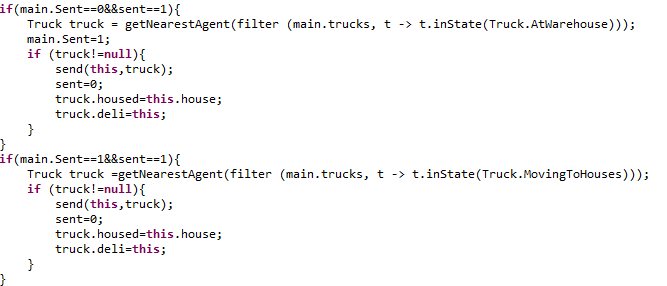 if(main.Sent==0&&sent==1){
    Truck truck = getNearestAgent(filter (main.trucks, t -> t.inState(Truck.AtWarehouse)));
    main.Sent=1;
    if (truck!=null){
        send(this,truck);
        sent=0;
        truck.housed=this.house;
        truck.deli=this;
    }
}
if(main.Sent==1&&sent==1){
    Truck truck =getNearestAgent(filter (main.trucks, t -> t.inState(Truck.MovingToHouses)));
    if (truck!=null){
        send(this,truck);
        sent=0;
        truck.housed=this.house;
        truck.deli=this;
    }
}